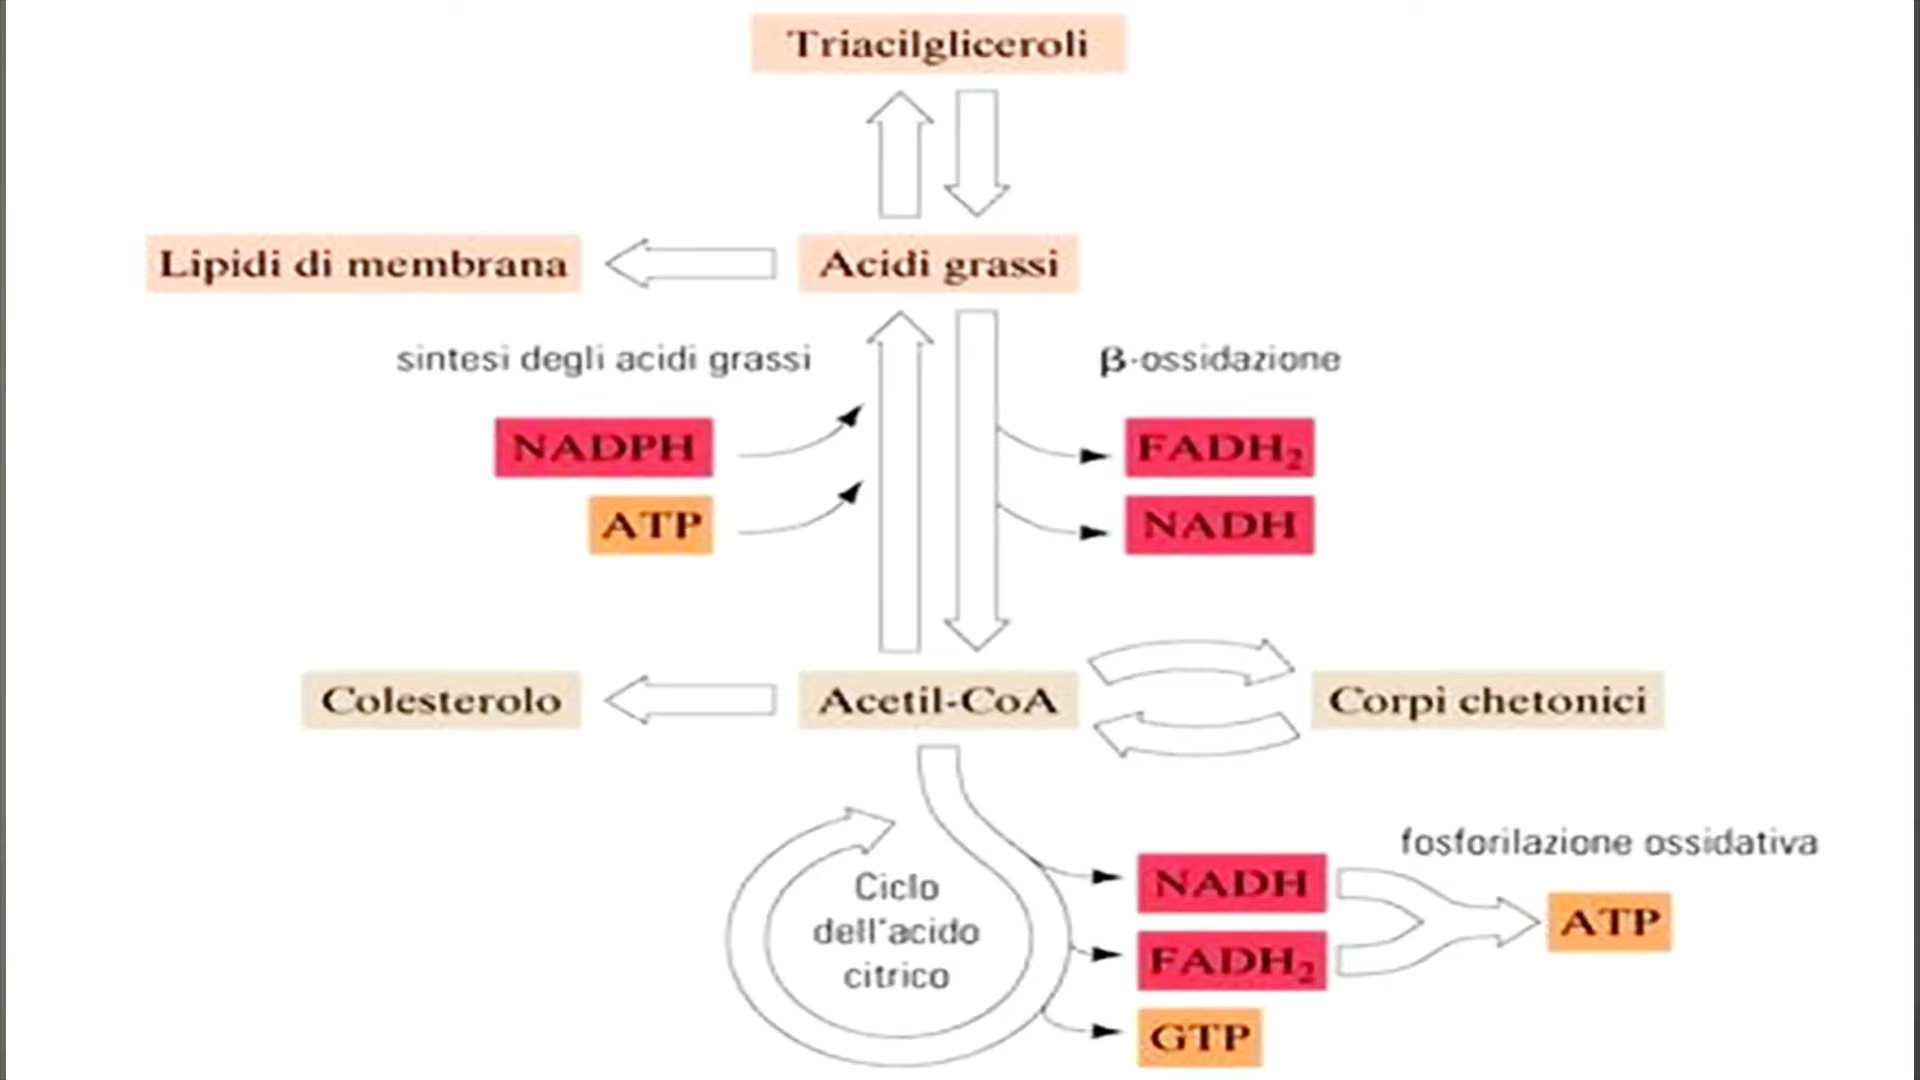 Triacilgliceroli
Lipidi di membrana
Acidi grassi
sintesi degli acidi grassi
β-ossidazione
NADPH
FADH₂
ATP
NADH
Colesterolo
Acetil-CoA
Corpi chetonici
fosforilazione ossidativa
Ciclo
dell'acido
citrico
NADH
FADH₂
GTP
ATP